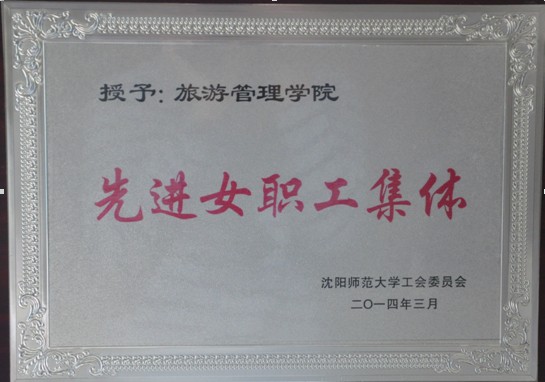 授予：旅游管理学院
先进女职工集体
沈阳师范大学工会委员会
二〇一四年三月